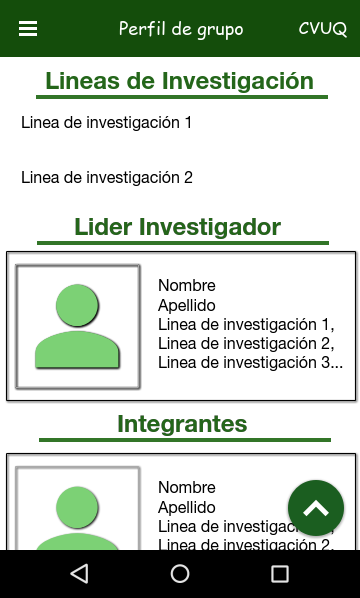 Perfil de grupo CVUQ
Lineas de Investigación
Linea de investigación 1
Linea de investigación 2
Lider Investigador
Nombre
Apellido
Linea de investigación 1,
Linea de investigación 2,
Linea de investigación 3...
Integrantes
Nombre
Apellido
Linea de investigación
Linea de investigación 2,